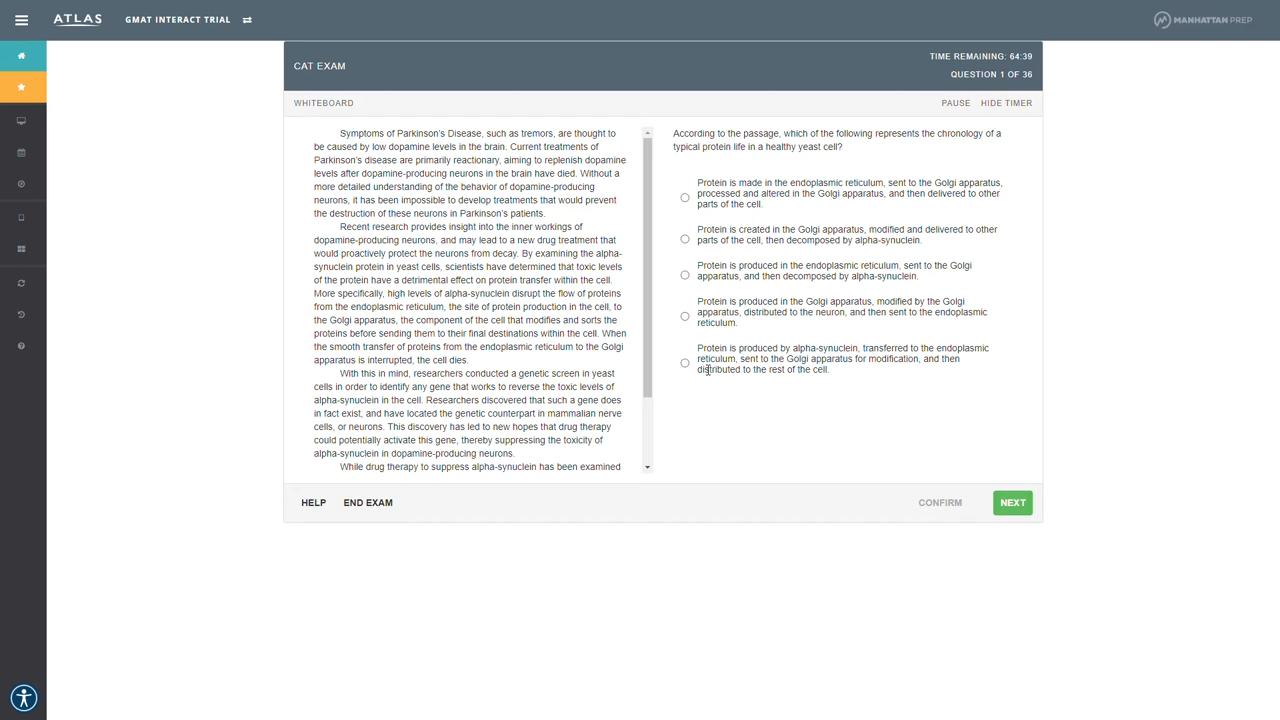 ATLAS
GMAT INTERACT TRIAL
MANHATTAN PREP
CAT EXAM
TIME REMAINING: 64:39
QUESTION 1 OF 36
WHITEBOARD
PAUSE
HIDE TIMER
Symptoms of Parkinson's Disease, such as tremors, are thought to
be caused by low dopamine levels in the brain. Current treatments of
Parkinson's disease are primarily reactionary, aiming to replenish dopamine
levels after dopamine-producing neurons in the brain have died. Without a
more detailed understanding of the behavior of dopamine-producing
neurons, it has been impossible to develop treatments that would prevent
the destruction of these neurons in Parkinson's patients.
Recent research provides insight into the inner workings of
dopamine-producing neurons, and may lead to a new drug treatment that
would proactively protect the neurons from decay. By examining the alpha-
synuclein protein in yeast cells, scientists have determined that toxic levels
of the protein have a detrimental effect on protein transfer within the cell.
More specifically, high levels of alpha-synuclein disrupt the flow of proteins
from the endoplasmic reticulum, the site of protein production in the cell, to
the Golgi apparatus, the component of the cell that modifies and sorts the
proteins before sending them to their final destinations within the cell. When
the smooth transfer of proteins from the endoplasmic reticulum to the Golgi
apparatus is interrupted, the cell dies.
With this in mind, researchers conducted a genetic screen in yeast
cells in order to identify any gene that works to reverse the toxic levels of
alpha-synuclein in the cell. Researchers discovered that such a gene does
in fact exist, and have located the genetic counterpart in mammalian nerve
cells, or neurons. This discovery has led to new hopes that drug therapy
could potentially activate this gene, thereby suppressing the toxicity of
alpha-synuclein in dopamine-producing neurons.
While drug therapy to suppress alpha-synuclein has been examined
According to the passage, which of the following represents the chronology of a
typical protein life in a healthy yeast cell?
Protein is made in the endoplasmic reticulum, sent to the Golgi apparatus,
processed and altered in the Golgi apparatus, and then delivered to other
parts of the cell.
Protein is created in the Golgi apparatus, modified and delivered to other
parts of the cell, then decomposed by alpha-synuclein.
Protein is produced in the endoplasmic reticulum, sent to the Golgi
apparatus, and then decomposed by alpha-synuclein.
Protein is produced in the Golgi apparatus, modified by the Golgi
apparatus, distributed to the neuron, and then sent to the endoplasmic
reticulum.
Protein is produced by alpha-synuclein, transferred to the endoplasmic
reticulum, sent to the Golgi apparatus for modification, and then
distributed to the rest of the cell.
HELP
END EXAM
CONFIRM
NEXT